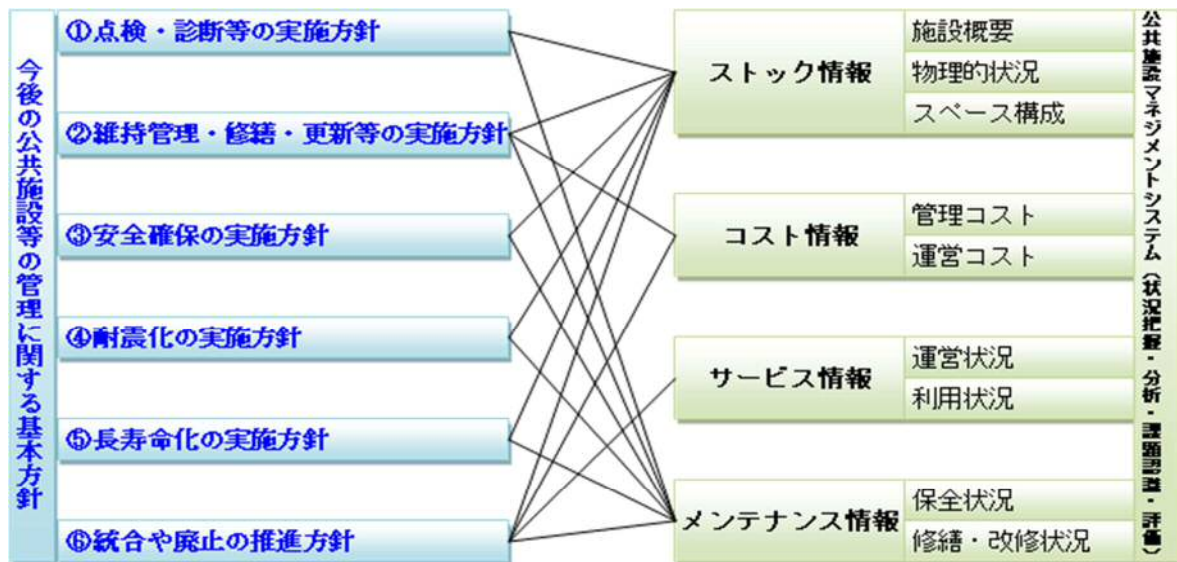 今後の公共施設等の管理に関する基本方針
①点検・診断等の実施方針
②維持管理・修繕・更新等の実施方針
③安全確保の実施方針
④耐震化の実施方針
⑤長寿命化の実施方針
⑥統合や廃止の推進方針
ストック情報
施設概要
物理的状況
スペース構成
コスト情報
管理コスト
運営コスト
サービス情報
運営状況
利用状況
メンテナンス情報
保全状況
修繕・改修状況
公共施設マネジメントシステム（状況把握・分析・課題認識・評価）